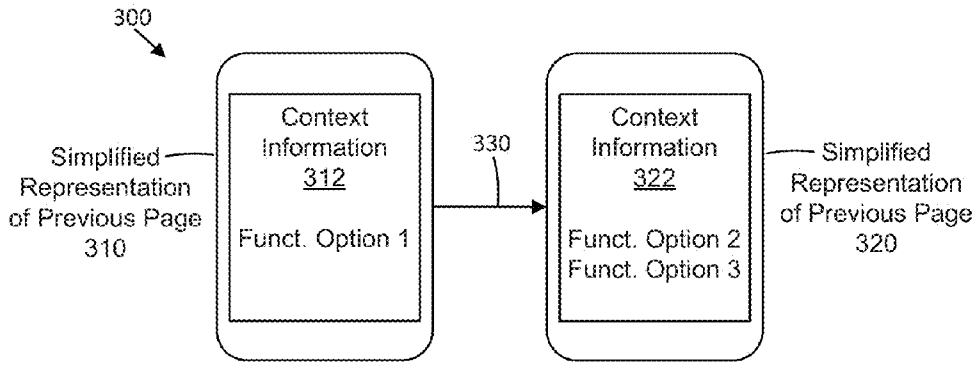 300
Simplified
Representation
of Previous Page
310
Context
Information
312
Funct. Option 1
330
Context
Information
322
Funct. Option 2
Funct. Option 3
Simplified
Representation
of Previous Page
320